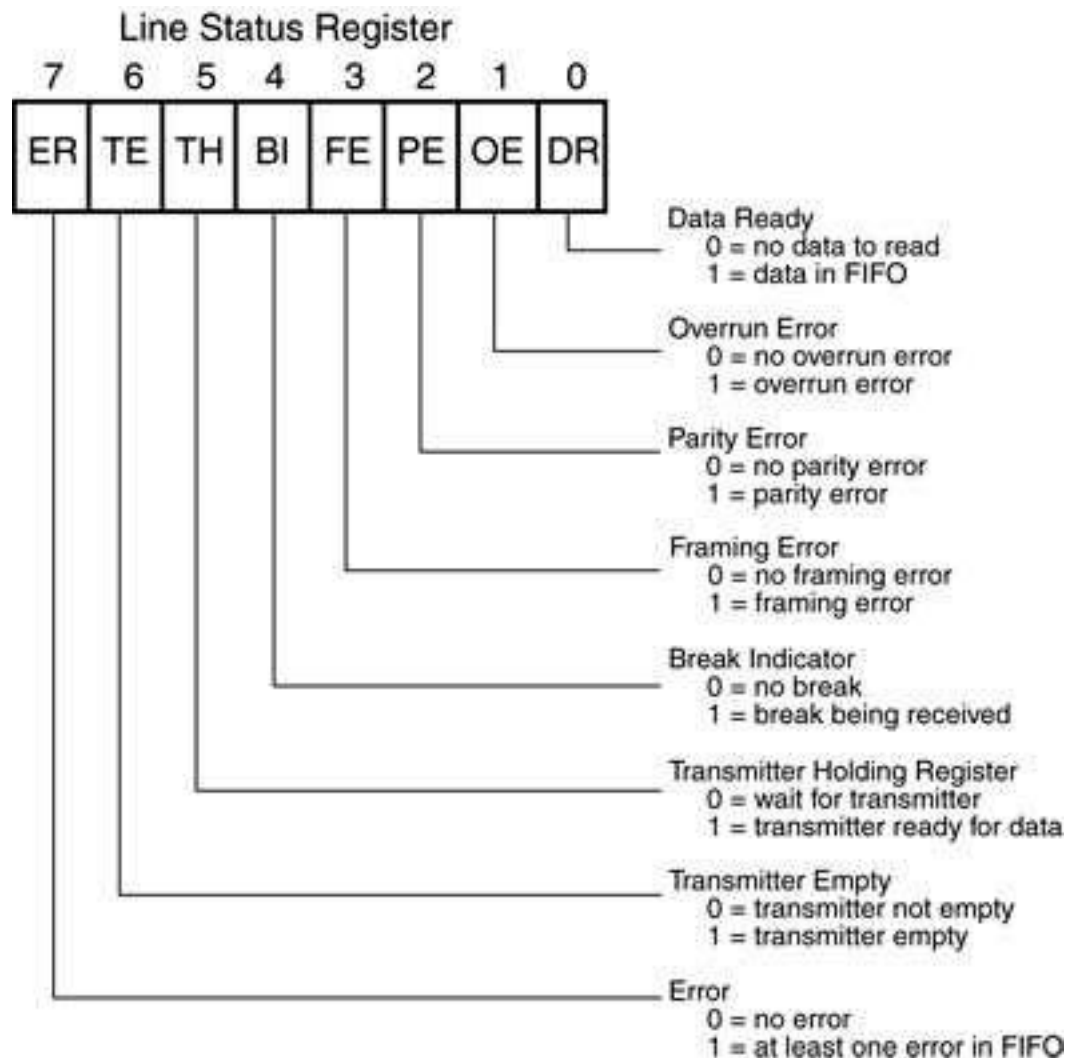 Line Status Register
7 6 5 4 3 2 1 0
ER TE TH BI FE PE OE DR
Data Ready
0 = no data to read
1 = data in FIFO
Overrun Error
0 = no overrun error
1 = overrun error
Parity Error
0 = no parity error
1 = parity error
Framing Error
0 = no framing error
1 = framing error
Break Indicator
0 = no break
1 = break being received
Transmitter Holding Register
0 = wait for transmitter
1 = transmitter ready for data
Transmitter Empty
0 = transmitter not empty
1 = transmitter empty
Error
0 = no error
1 = at least one error in FIFO